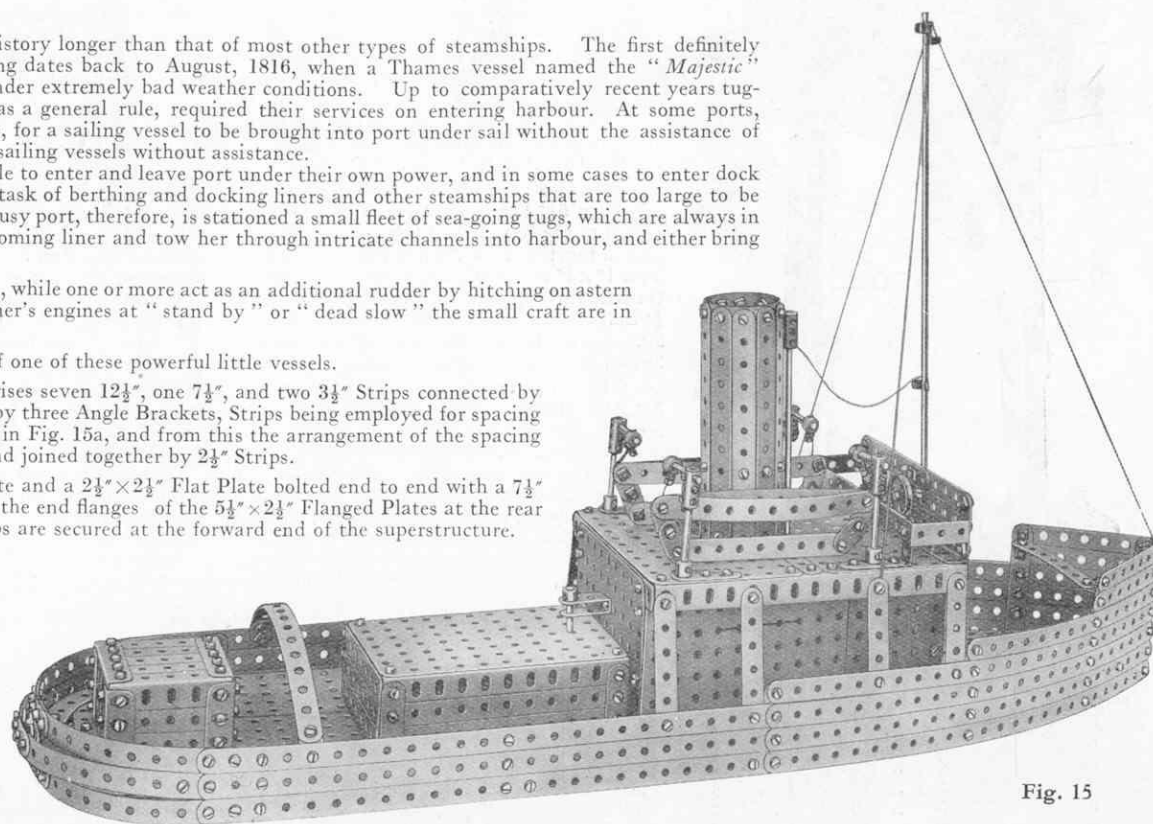 istory longer than that of most other types of steamships. The first definitely
ng dates back to August, 1816, when a Thames vessel named the “Majestic”
nder extremely bad weather conditions. Up to comparatively recent years tug-
as a general rule, required their services on entering harbour. At some ports,
, for a sailing vessel to be brought into port under sail without the assistance of
sailing vessels without assistance.
le to enter and leave port under their own power, and in some cases to enter dock
task of berthing and docking liners and other steamships that are too large to be
usy port, therefore, is stationed a small fleet of sea-going tugs, which are always in
oming liner and tow her through intricate channels into harbour, and either bring
, while one or more act as an additional rudder by hitching on astern
ner’s engines at “ stand by ” or “ dead slow ” the small craft are in
f one of these powerful little vessels.
rises seven 12½″, one 7½″, and two 3½″ Strips connected by
by three Angle Brackets, Strips being employed for spacing
in Fig. 15a, and from this the arrangement of the spacing
nd joined together by 2½″ Strips.
te and a 2½″×2½″ Flat Plate bolted end to end with a 7½″
the end flanges of the 5½″×2½″ Flanged Plates at the rear
os are secured at the forward end of the superstructure.
Fig. 15